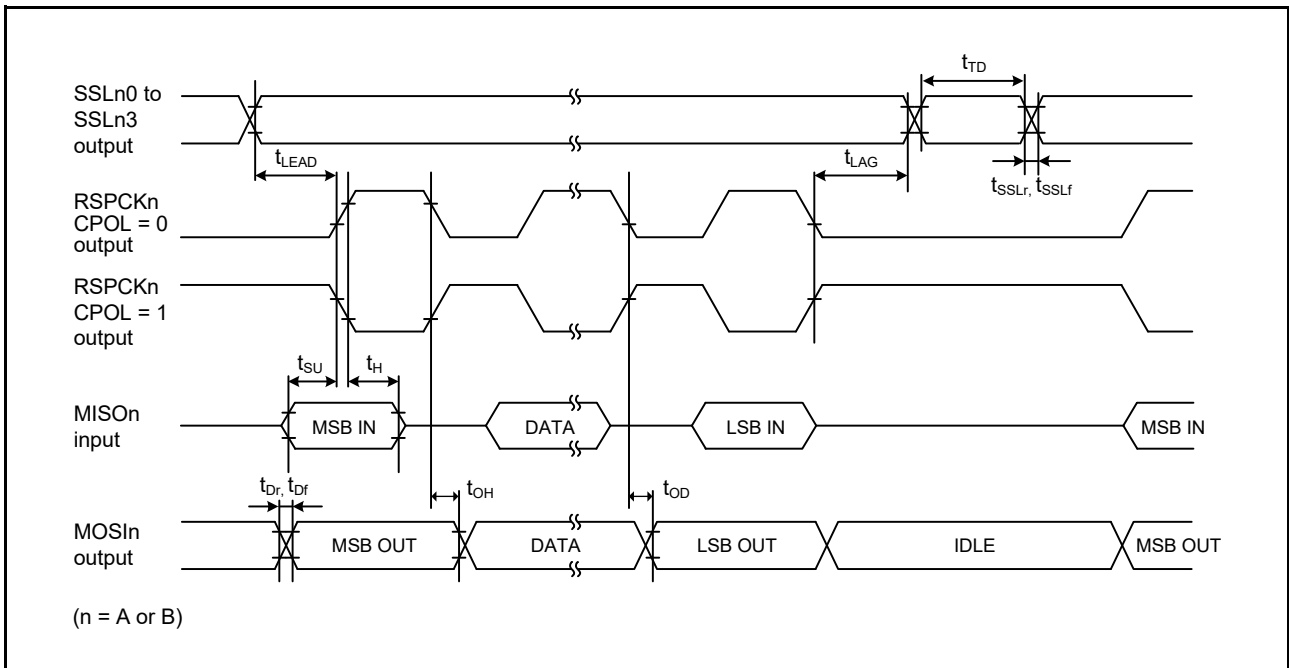 SSLn0 to
SSLn3
output
tTD
tLEAD
tLAG
tSSLr, tSSLf
RSPCKn
CPOL = 0
output
RSPCKn
CPOL = 1
output
tSU
tH
MISOn
input
MSB IN
DATA
LSB IN
MSB IN
tDr, tDf
tOH
tOD
MOSIn
output
MSB OUT
DATA
LSB OUT
IDLE
MSB OUT
(n = A or B)